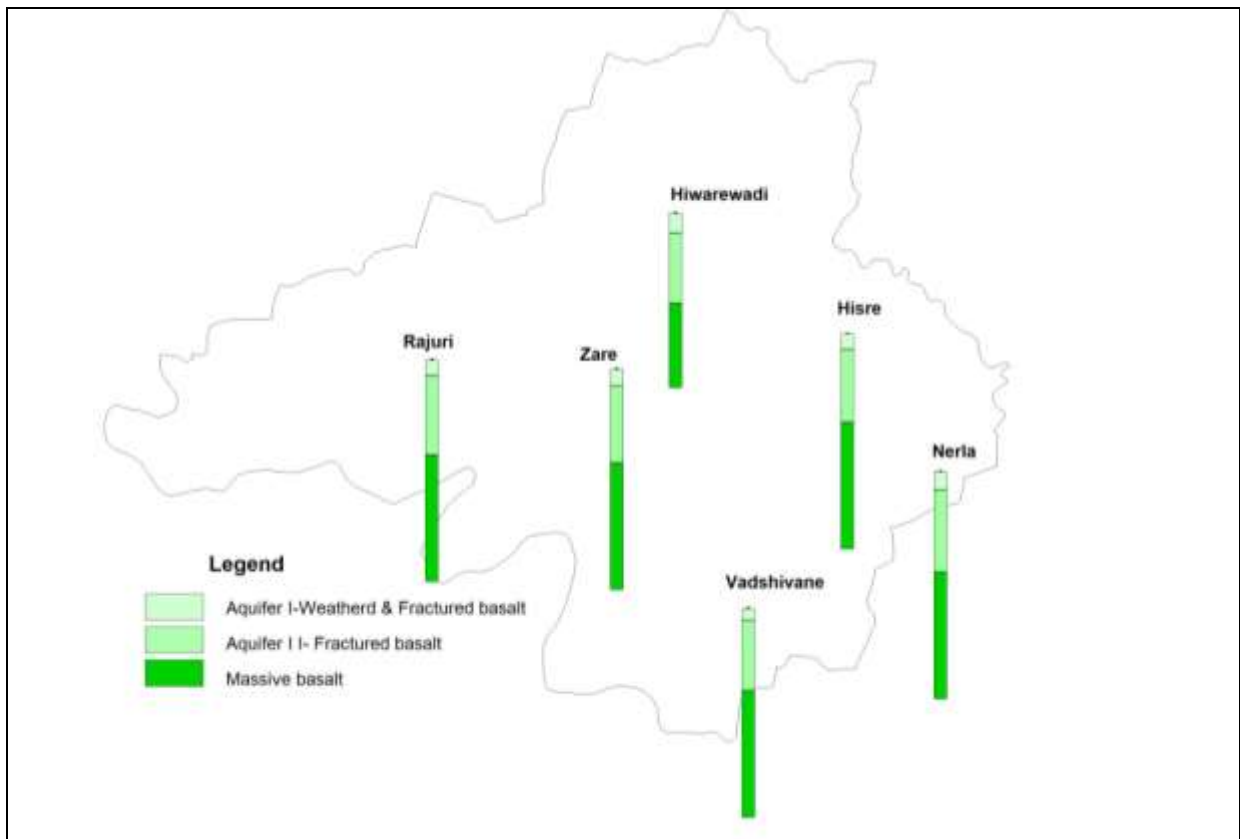 Hiwarewadi
Hisre
Rajuri
Zare
Nerla
Legend
Vadshivane
Aquifer I-Weatherd & Fractured basalt
Aquifer I I- Fractured basalt
Massive basalt